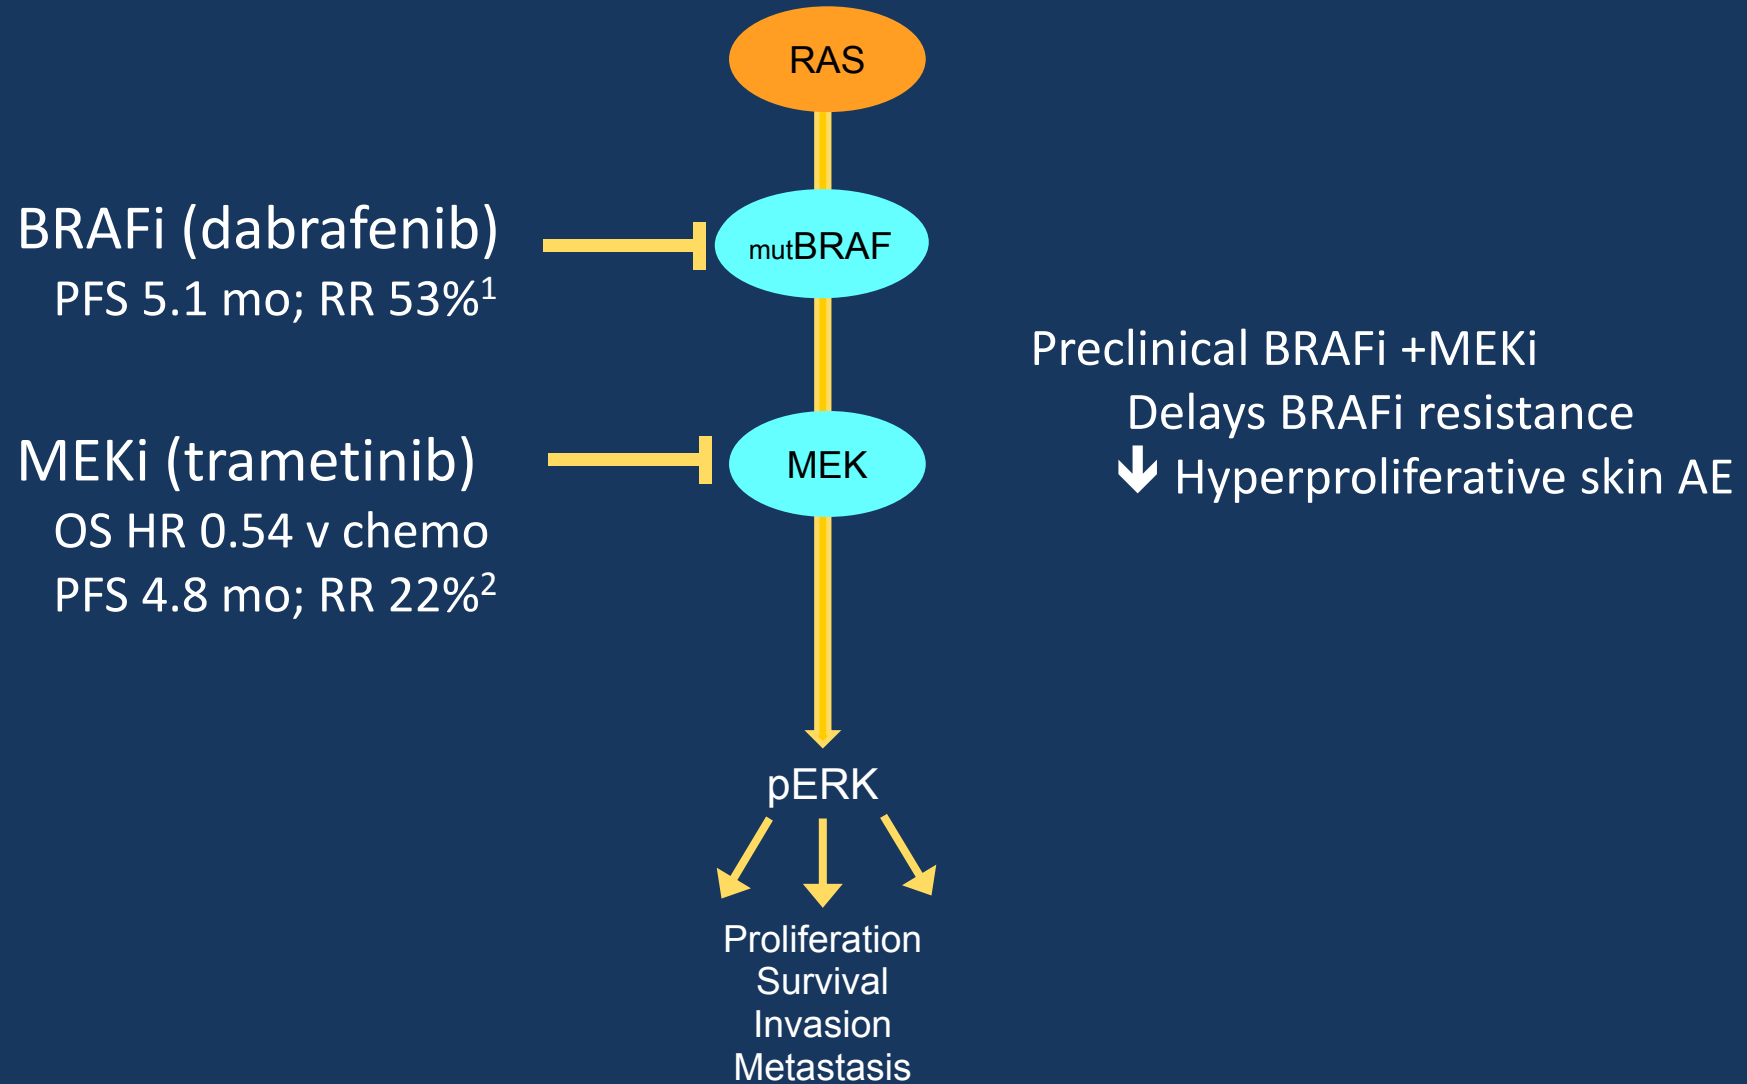 RAS
BRAFi (dabrafenib)
PFS 5.1 mo; RR 53%¹
mutBRAF
MEKi (trametinib)
OS HR 0.54 v chemo
PFS 4.8 mo; RR 22%²
MEK
Preclinical BRAFi +MEKi
Delays BRAFi resistance
🡻 Hyperproliferative skin AE
pERK
Proliferation
Survival
Invasion
Metastasis